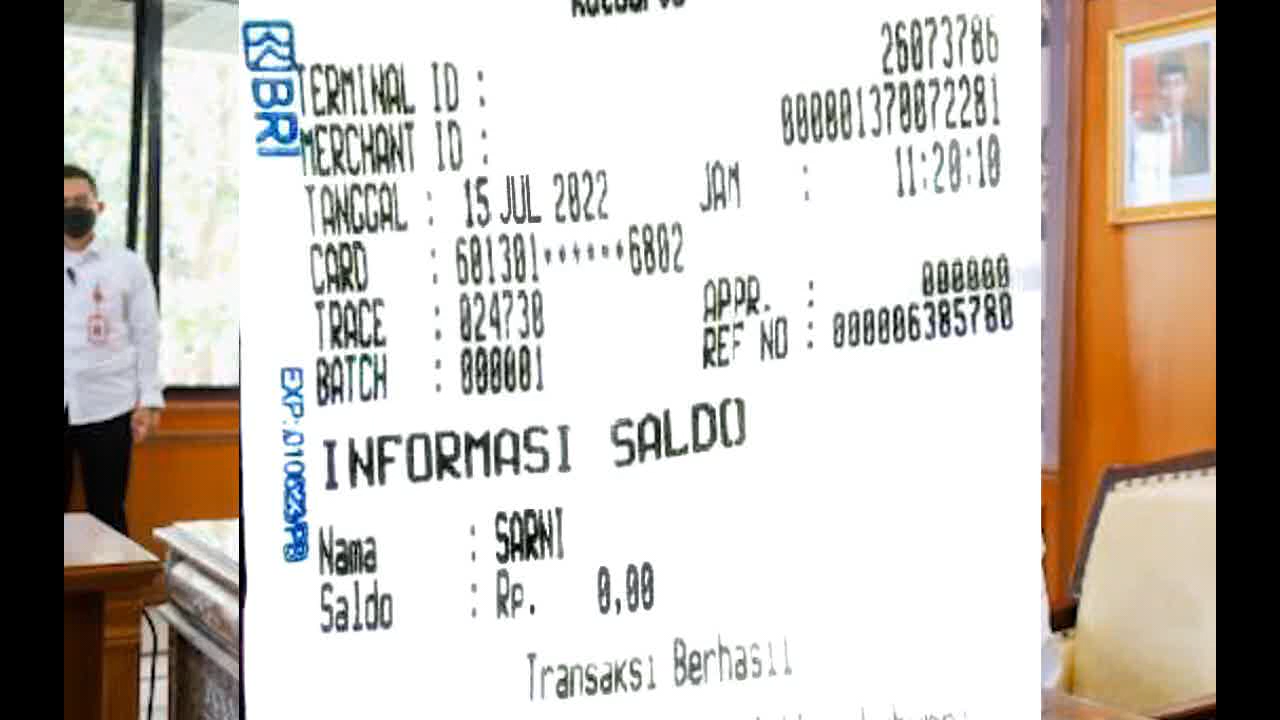 BRI
TERMINAL ID : 26073786
MERCHANT ID : 000001370072281
TANGGAL : 15 JUL 2022 JAM : 11:20:10
CARD : 601301******6802
TRACE : 024730 APPR. : 000000
BATCH : 000001 REF NO : 000006385780
INFORMASI SALDO
Nama : SARNI
Saldo : Rp. 0,00
Transaksi Berhasil